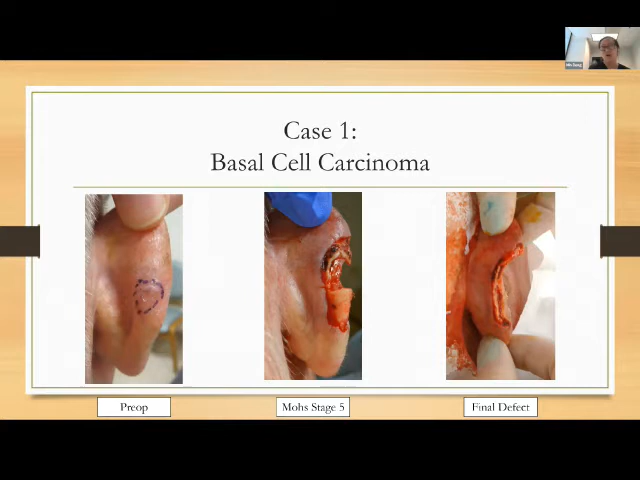 Case 1:
Basal Cell Carcinoma
Preop
Mohs Stage 5
Final Defect